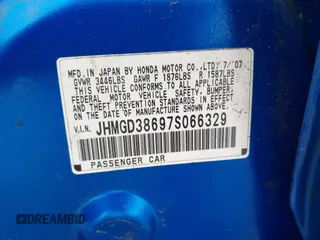 MFD. IN JAPAN BY HONDA MOTOR CO., LTD. 7/'07
GVWR 3446LBS GAWR F 1876LBS R 1587LBS
THIS VEHICLE CONFORMS TO ALL APPLICABLE
FEDERAL MOTOR VEHICLE SAFETY, BUMPER,
AND THEFT PREVENTION STANDARDS IN EFFECT
ON THE DATE OF MANUFACTURE SHOWN ABOVE.
V.I.N. JHMGD38697S066329
PASSENGER CAR
DREAMBID